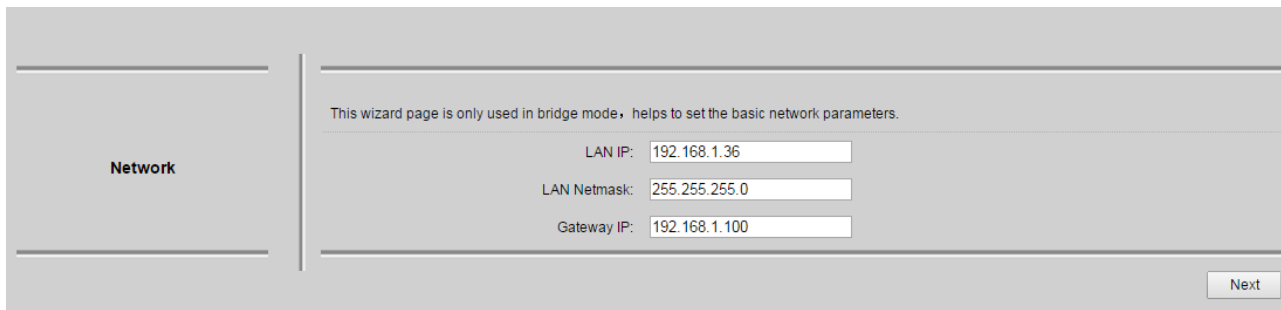 This wizard page is only used in bridge mode，helps to set the basic network parameters.
Network
LAN IP: 192.168.1.36
LAN Netmask: 255.255.255.0
Gateway IP: 192.168.1.100
Next